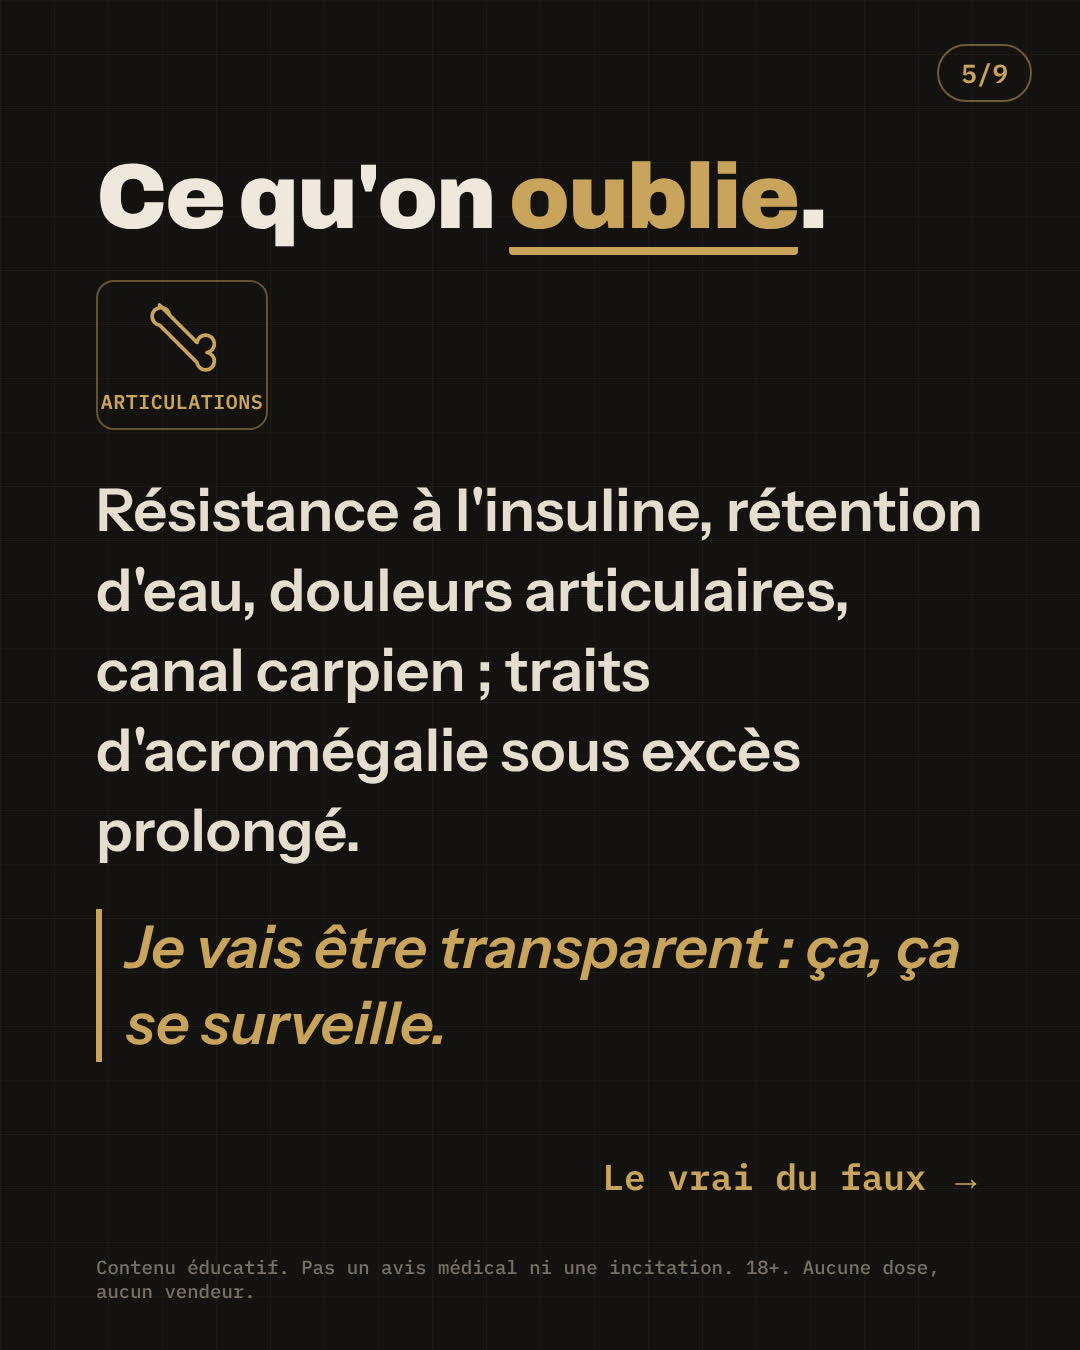 5/9
Ce qu'on oublie.
ARTICULATIONS
Résistance à l'insuline, rétention
d'eau, douleurs articulaires,
canal carpien ; traits
d'acromégalie sous excès
prolongé.
Je vais être transparent : ça, ça
se surveille.
Le vrai du faux →
Contenu éducatif. Pas un avis médical ni une incitation. 18+. Aucune dose,
aucun vendeur.